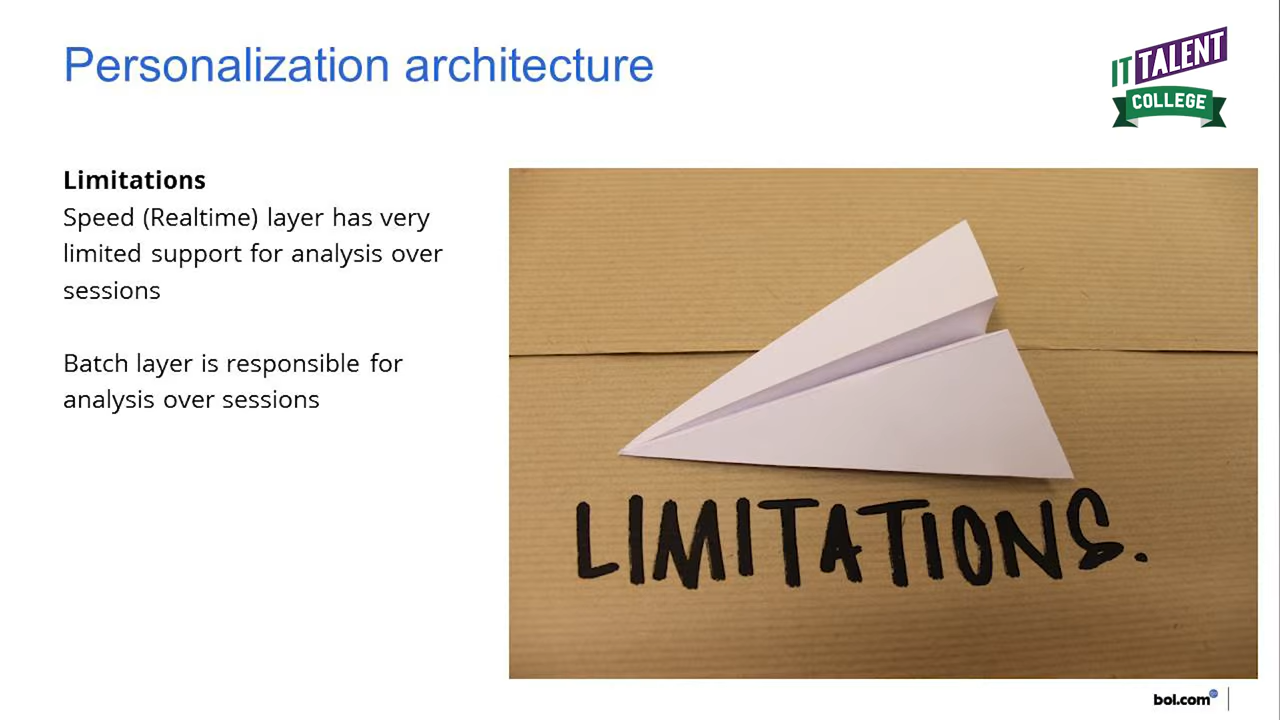 Personalization architecture
IT TALENT
COLLEGE
Limitations
Speed (Realtime) layer has very
limited support for analysis over
sessions
Batch layer is responsible for
analysis over sessions
LIMITATIONS.
bol.com